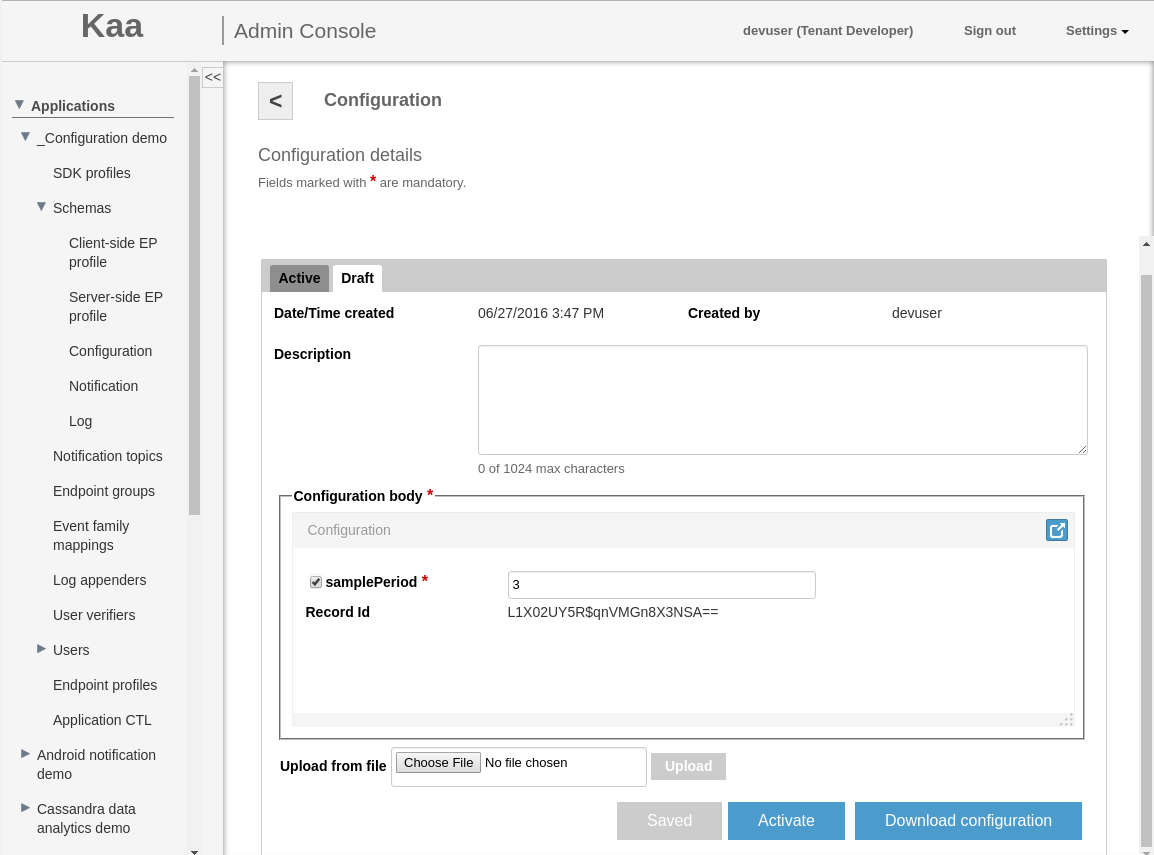 Kaa
Admin Console
devuser (Tenant Developer)
Sign out
Settings
<<
Applications
_Configuration demo
SDK profiles
Schemas
Client-side EP
profile
Server-side EP
profile
Configuration
Notification
Log
Notification topics
Endpoint groups
Event family
mappings
Log appenders
User verifiers
Users
Endpoint profiles
Application CTL
Android notification
demo
Cassandra data
analytics demo
< Configuration
Configuration details
Fields marked with * are mandatory.
Active Draft
Date/Time created 06/27/2016 3:47 PM Created by devuser
Description
0 of 1024 max characters
Configuration body *
Configuration
samplePeriod * 3
Record Id L1X02UY5R$qnVMGn8X3NSA==
Upload from file Choose File No file chosen Upload
Saved Activate Download configuration